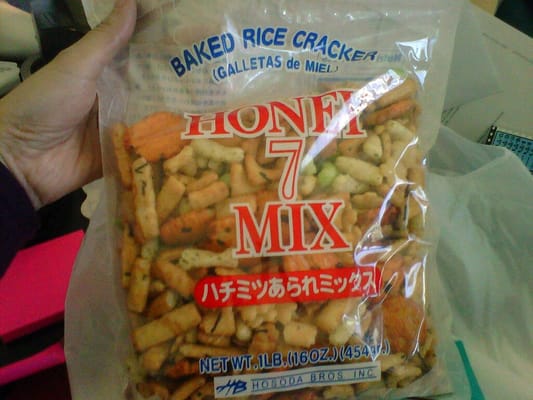 BAKED RICE CRACKER
(GALLETAS de MIEL)
HONEY
7
MIX
ハチミツあられミックス
NET WT. 1LB. (16OZ.) (454g)
HB HOSODA BROS. INC.